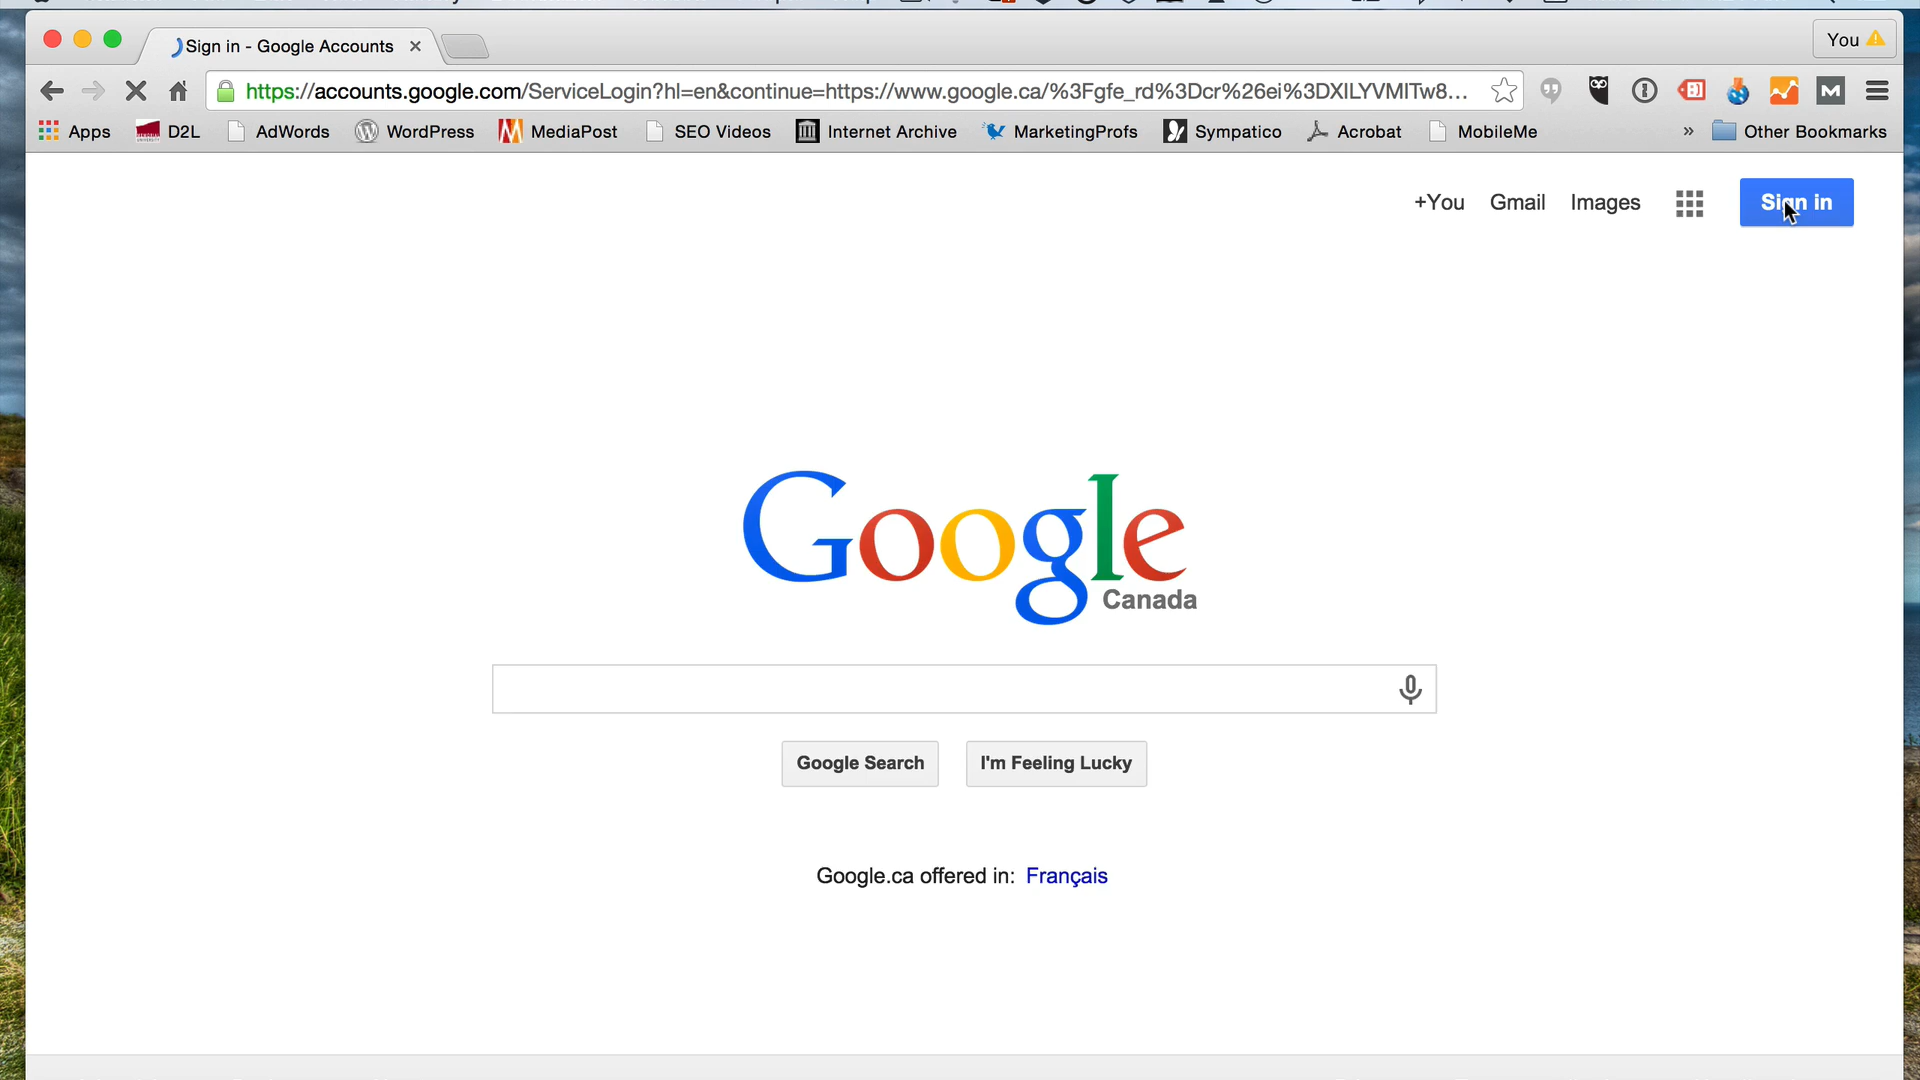 Sign in - Google Accounts
You
https://accounts.google.com/ServiceLogin?hl=en&continue=https://www.google.ca/%3Fgfe_rd%3Dcr%26ei%3DXILYVMITw8...
Apps D2L AdWords WordPress MediaPost SEO Videos Internet Archive MarketingProfs Sympatico Acrobat MobileMe » Other Bookmarks
+You Gmail Images Sign in
Google
Canada
Google Search I'm Feeling Lucky
Google.ca offered in: Français